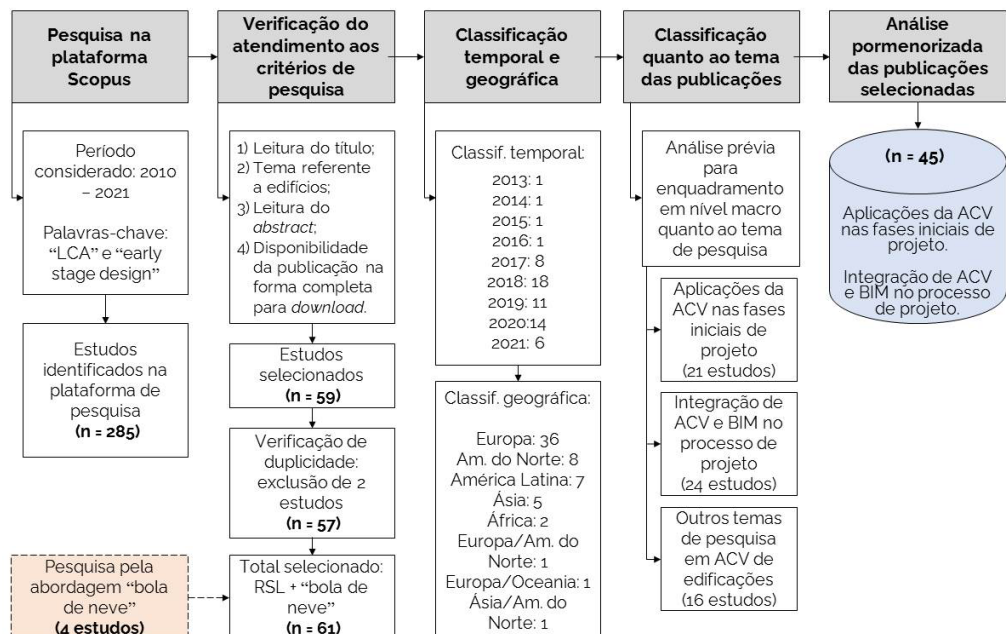 Pesquisa na
plataforma
Scopus
Verificação do
atendimento aos
critérios de
pesquisa
Classificação
temporal e
geográfica
Classificação
quanto ao tema
das publicações
Análise
pormenorizada
das publicações
selecionadas
Período
considerado: 2010
– 2021
Palavras-chave:
“LCA” e “early
stage design”
Estudos
identificados na
plataforma de
pesquisa
(n = 285)
1) Leitura do título;
2) Tema referente
a edifícios;
3) Leitura do
abstract;
4) Disponibilidade
da publicação na
forma completa
para download.
Estudos
selecionados
(n = 59)
Verificação de
duplicidade:
exclusão de 2
estudos
(n = 57)
Pesquisa pela
abordagem “bola
de neve”
(4 estudos)
Total selecionado:
RSL + “bola de
neve”
(n = 61)
Classif. temporal:
2013: 1
2014: 1
2015: 1
2016: 1
2017: 8
2018: 18
2019: 11
2020:14
2021: 6
Classif. geográfica:
Europa: 36
Am. do Norte: 8
América Latina: 7
Ásia: 5
África: 2
Europa/Am. do
Norte: 1
Europa/Oceania: 1
Ásia/Am. do
Norte: 1
Análise prévia
para
enquadramento
em nível macro
quanto ao tema
de pesquisa
Aplicações da
ACV nas fases
iniciais de
projeto
(21 estudos)
Integração de
ACV e BIM no
processo de
projeto
(24 estudos)
Outros temas
de pesquisa
em ACV de
edificações
(16 estudos)
(n = 45)
Aplicações da ACV
nas fases iniciais de
projeto.
Integração de ACV
e BIM no processo
de projeto.